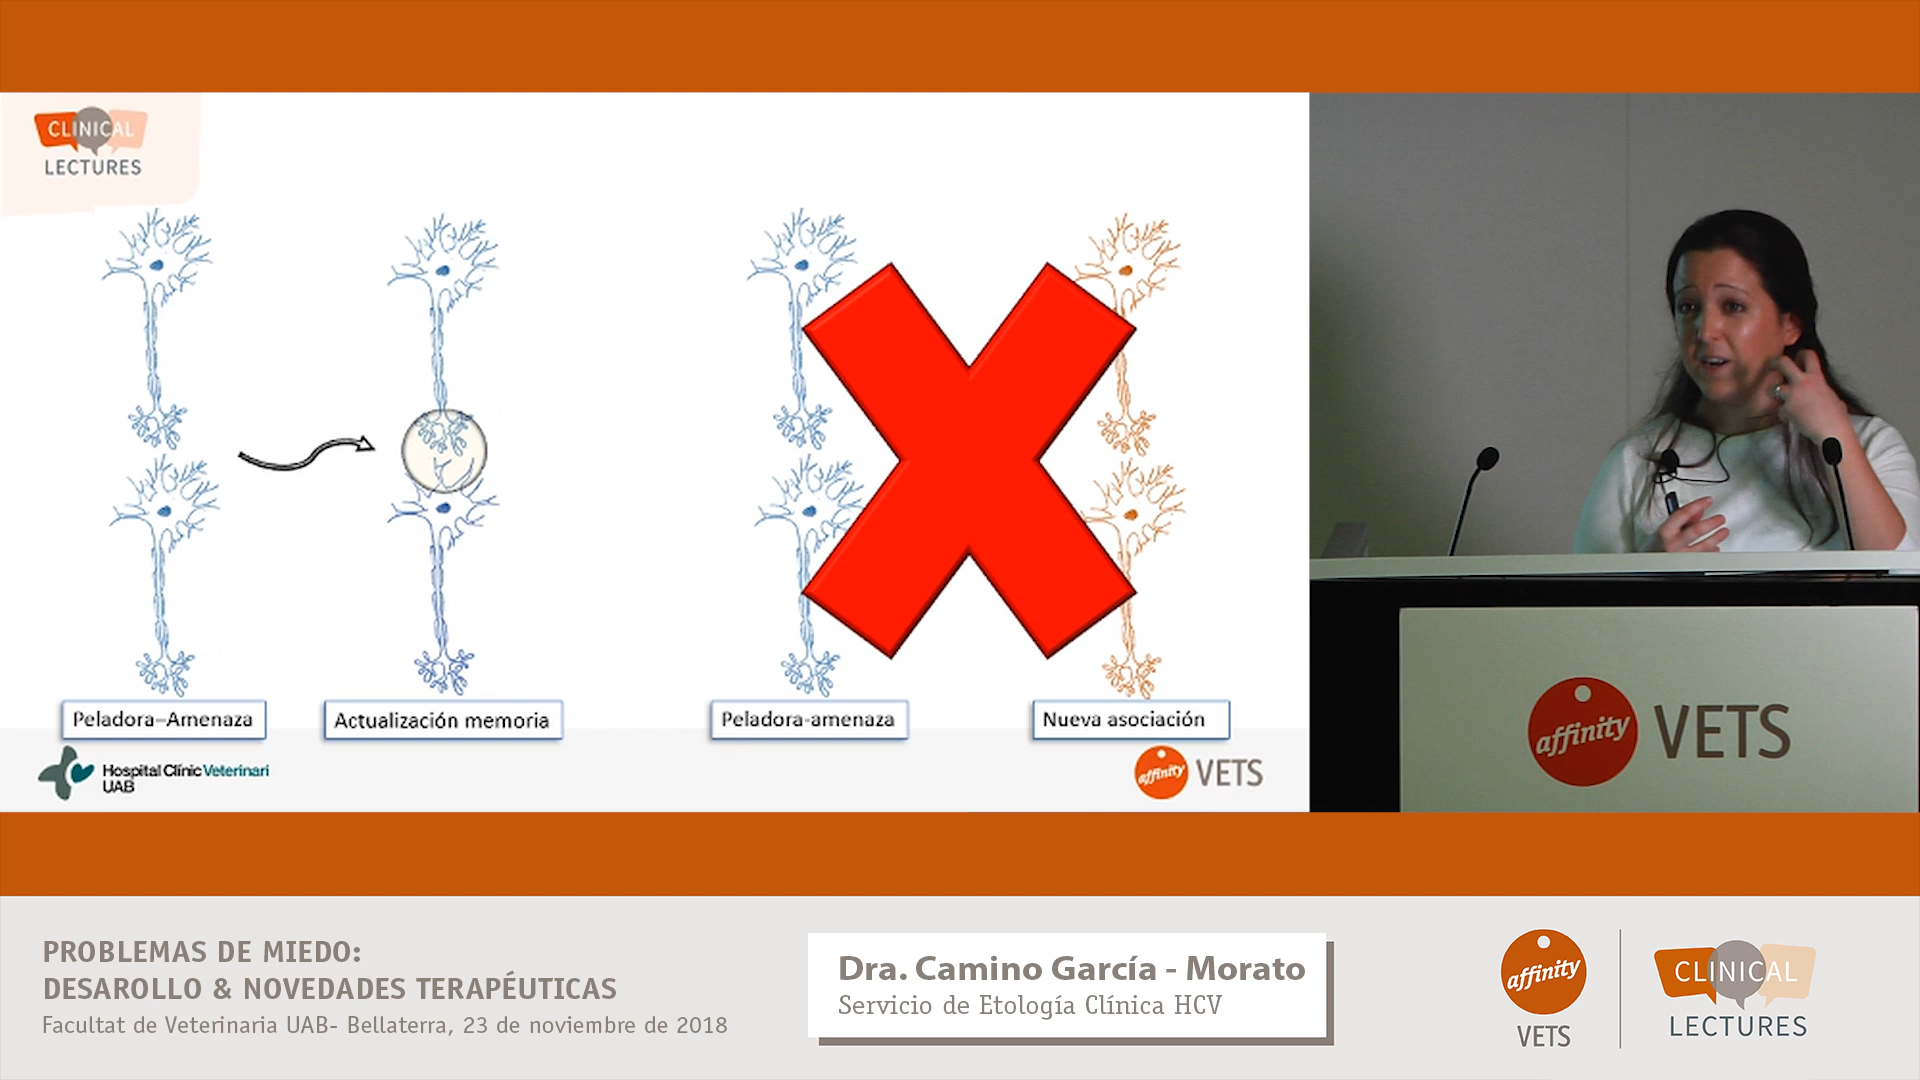 CLINICAL
LECTURES
Peladora–Amenaza
Actualización memoria
Peladora-amenaza
Nueva asociación
Hospital Clínic Veterinari
UAB
affinity VETS
affinity VETS
PROBLEMAS DE MIEDO:
DESAROLLO & NOVEDADES TERAPÉUTICAS
Facultat de Veterinaria UAB- Bellaterra, 23 de noviembre de 2018
Dra. Camino García - Morato
Servicio de Etología Clínica HCV
affinity
VETS
CLINICAL
LECTURES